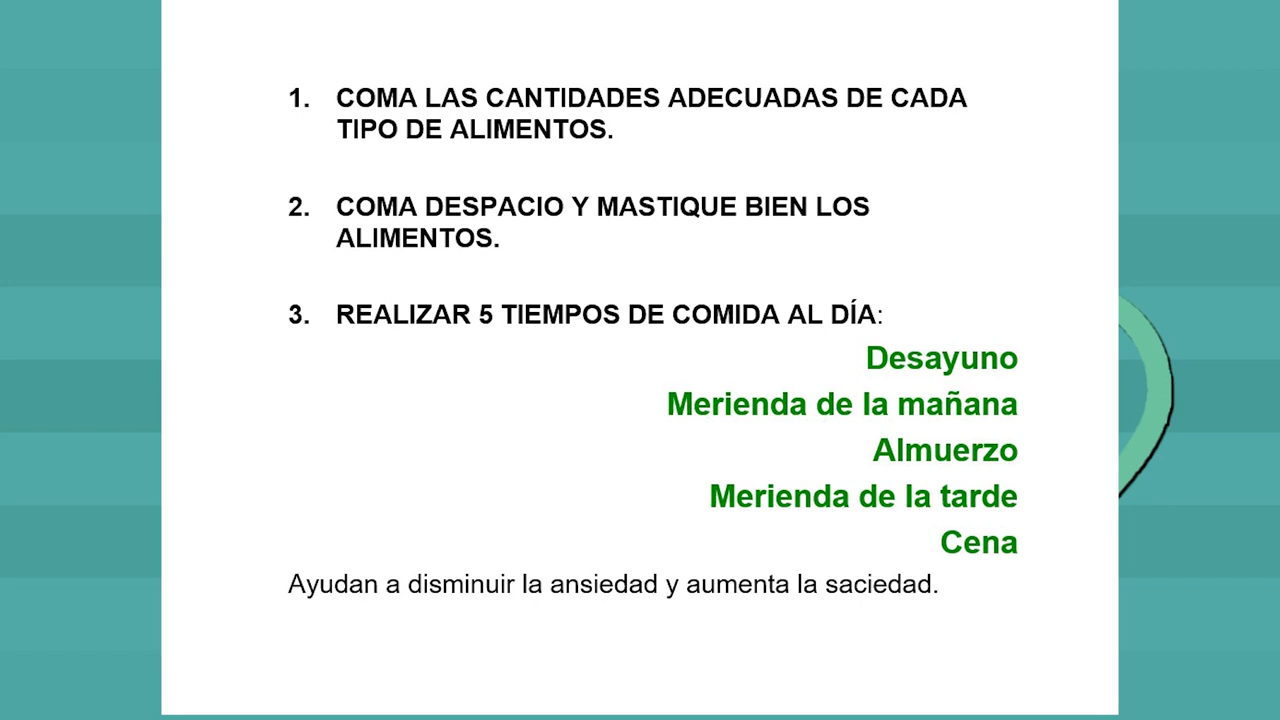 1. COMA LAS CANTIDADES ADECUADAS DE CADA
TIPO DE ALIMENTOS.
2. COMA DESPACIO Y MASTIQUE BIEN LOS
ALIMENTOS.
3. REALIZAR 5 TIEMPOS DE COMIDA AL DÍA:
Desayuno
Merienda de la mañana
Almuerzo
Merienda de la tarde
Cena
Ayudan a disminuir la ansiedad y aumenta la saciedad.